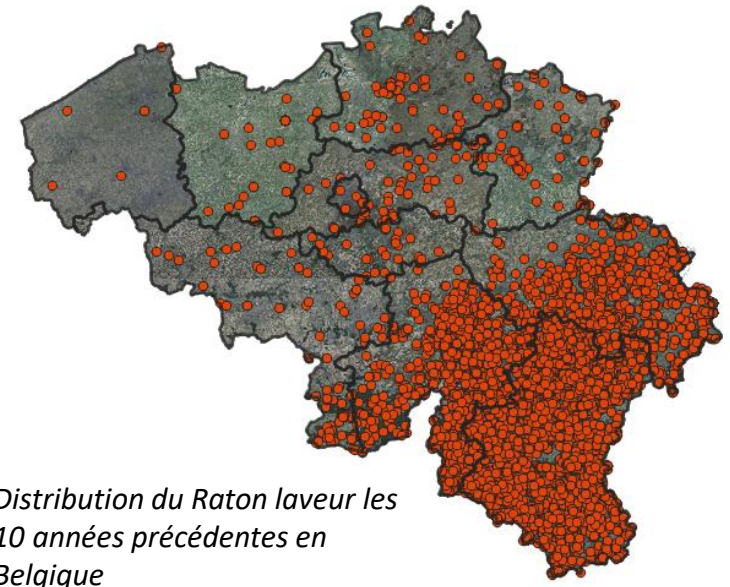 Distribution du Raton laveur les
10 années précédentes en
Belgique